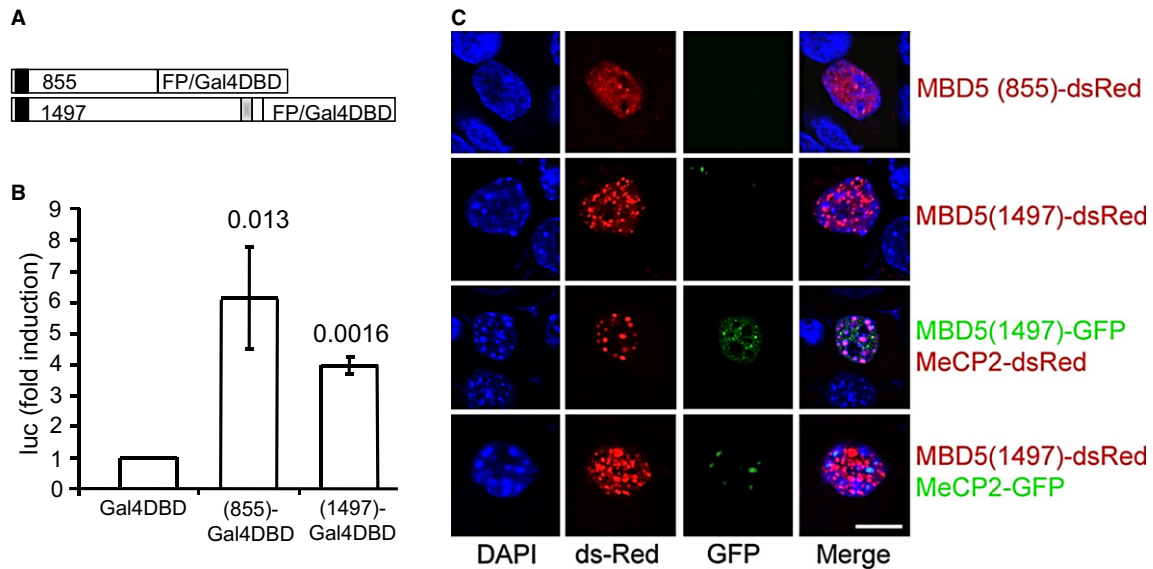 A
855 FP/Gal4DBD
1497 FP/Gal4DBD
B
luc (fold induction)
9
8
7
6
5
4
3
2
1
0
0.013
0.0016
Gal4DBD
(855)-
Gal4DBD
(1497)-
Gal4DBD
C
MBD5 (855)-dsRed
MBD5(1497)-dsRed
MBD5(1497)-GFP
MeCP2-dsRed
MBD5(1497)-dsRed
MeCP2-GFP
DAPI ds-Red GFP Merge